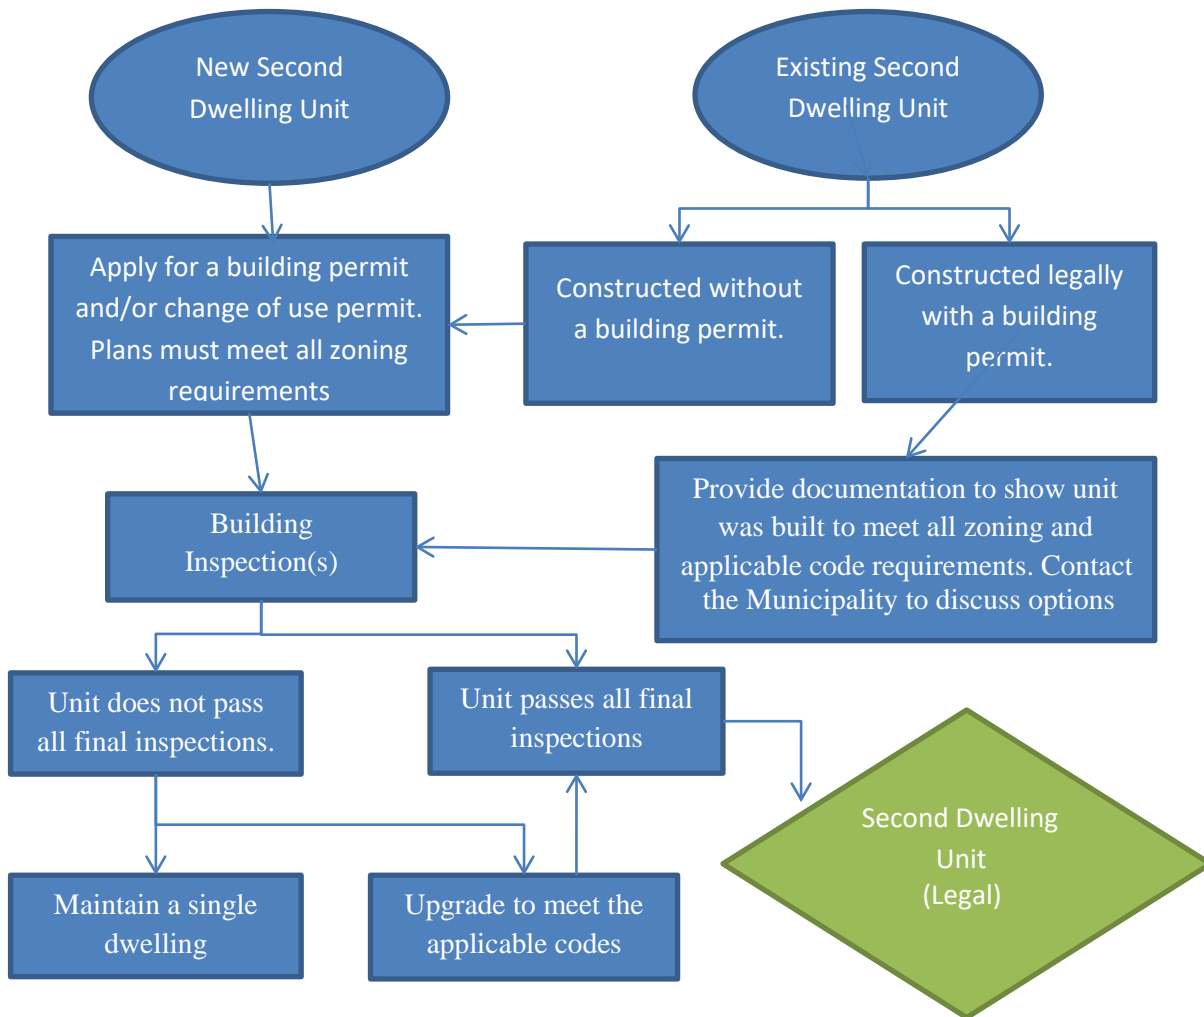 New Second
Dwelling Unit
Existing Second
Dwelling Unit
Apply for a building permit
and/or change of use permit.
Plans must meet all zoning
requirements
Constructed without
a building permit.
Constructed legally
with a building
permit.
Provide documentation to show unit
was built to meet all zoning and
applicable code requirements. Contact
the Municipality to discuss options
Building
Inspection(s)
Unit does not pass
all final inspections.
Unit passes all final
inspections
Second Dwelling
Unit
(Legal)
Maintain a single
dwelling
Upgrade to meet the
applicable codes